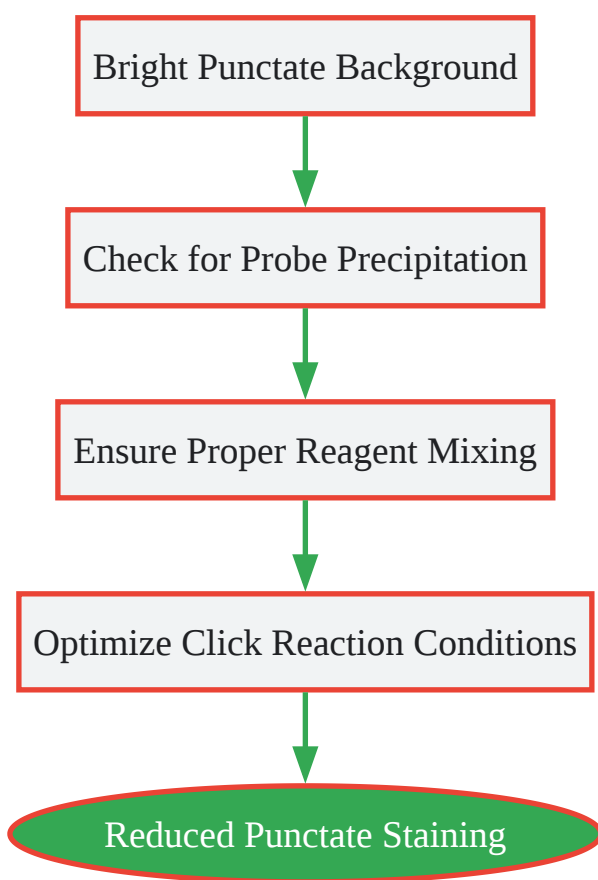 Bright Punctate Background
Check for Probe Precipitation
Ensure Proper Reagent Mixing
Optimize Click Reaction Conditions
Reduced Punctate Staining